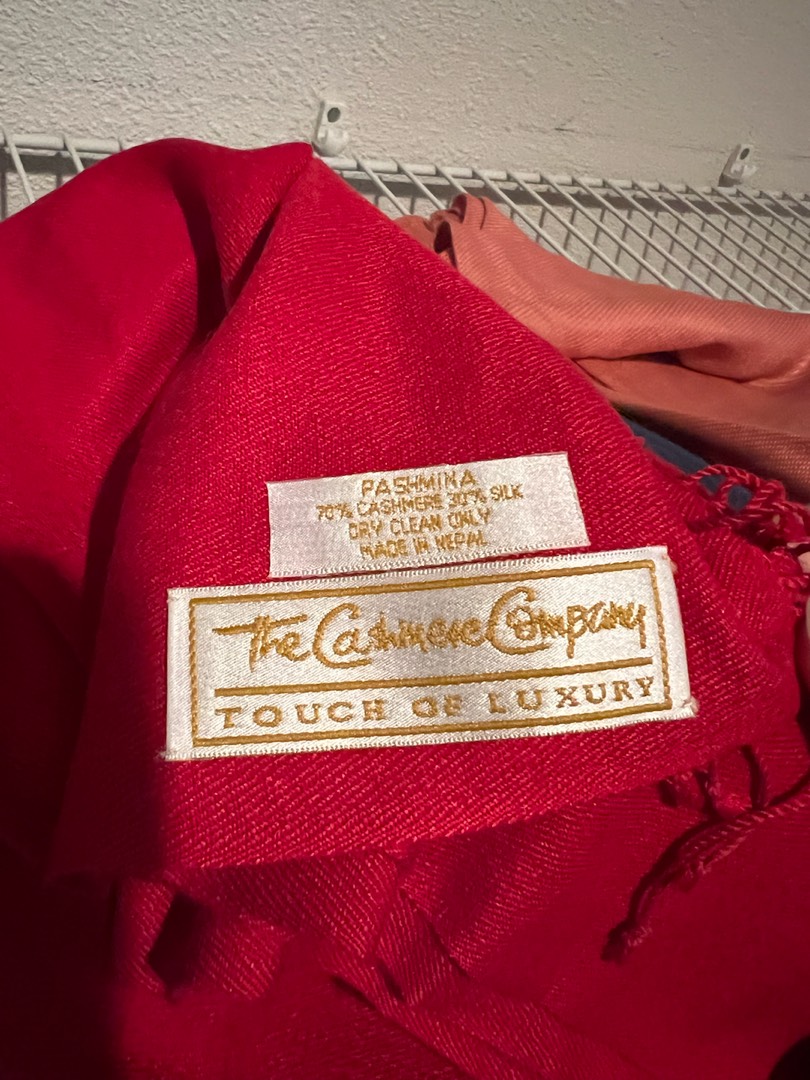 PASHMINA
70% CASHMERE 30% SILK
DRY CLEAN ONLY
MADE IN NEPAL
The Cashmere Company
TOUCH OF LUXURY